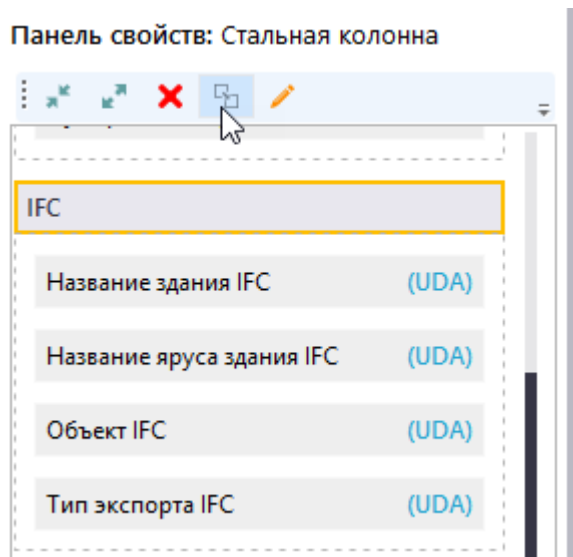 Панель свойств: Стальная колонна
IFC
Название здания IFC (UDA)
Название яруса здания IFC (UDA)
Объект IFC (UDA)
Тип экспорта IFC (UDA)